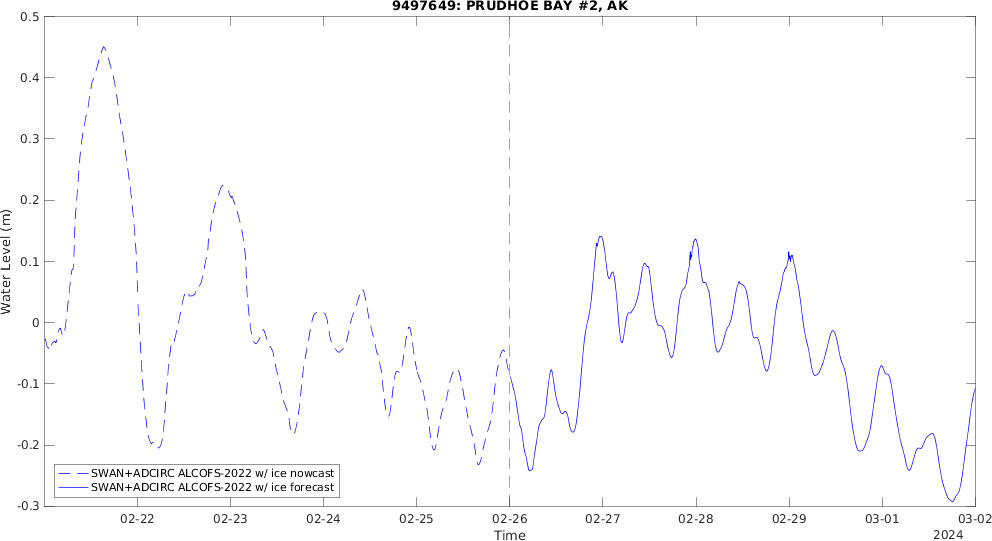 9497649: PRUDHOE BAY #2, AK
0.5
0.4
0.3
0.2
0.1
0
-0.1
-0.2
-0.3
Water Level (m)
SWAN+ADCIRC ALCOFS-2022 w/ ice nowcast
SWAN+ADCIRC ALCOFS-2022 w/ ice forecast
02-22 02-23 02-24 02-25 02-26 02-27 02-28 02-29 03-01 03-02
Time
2024